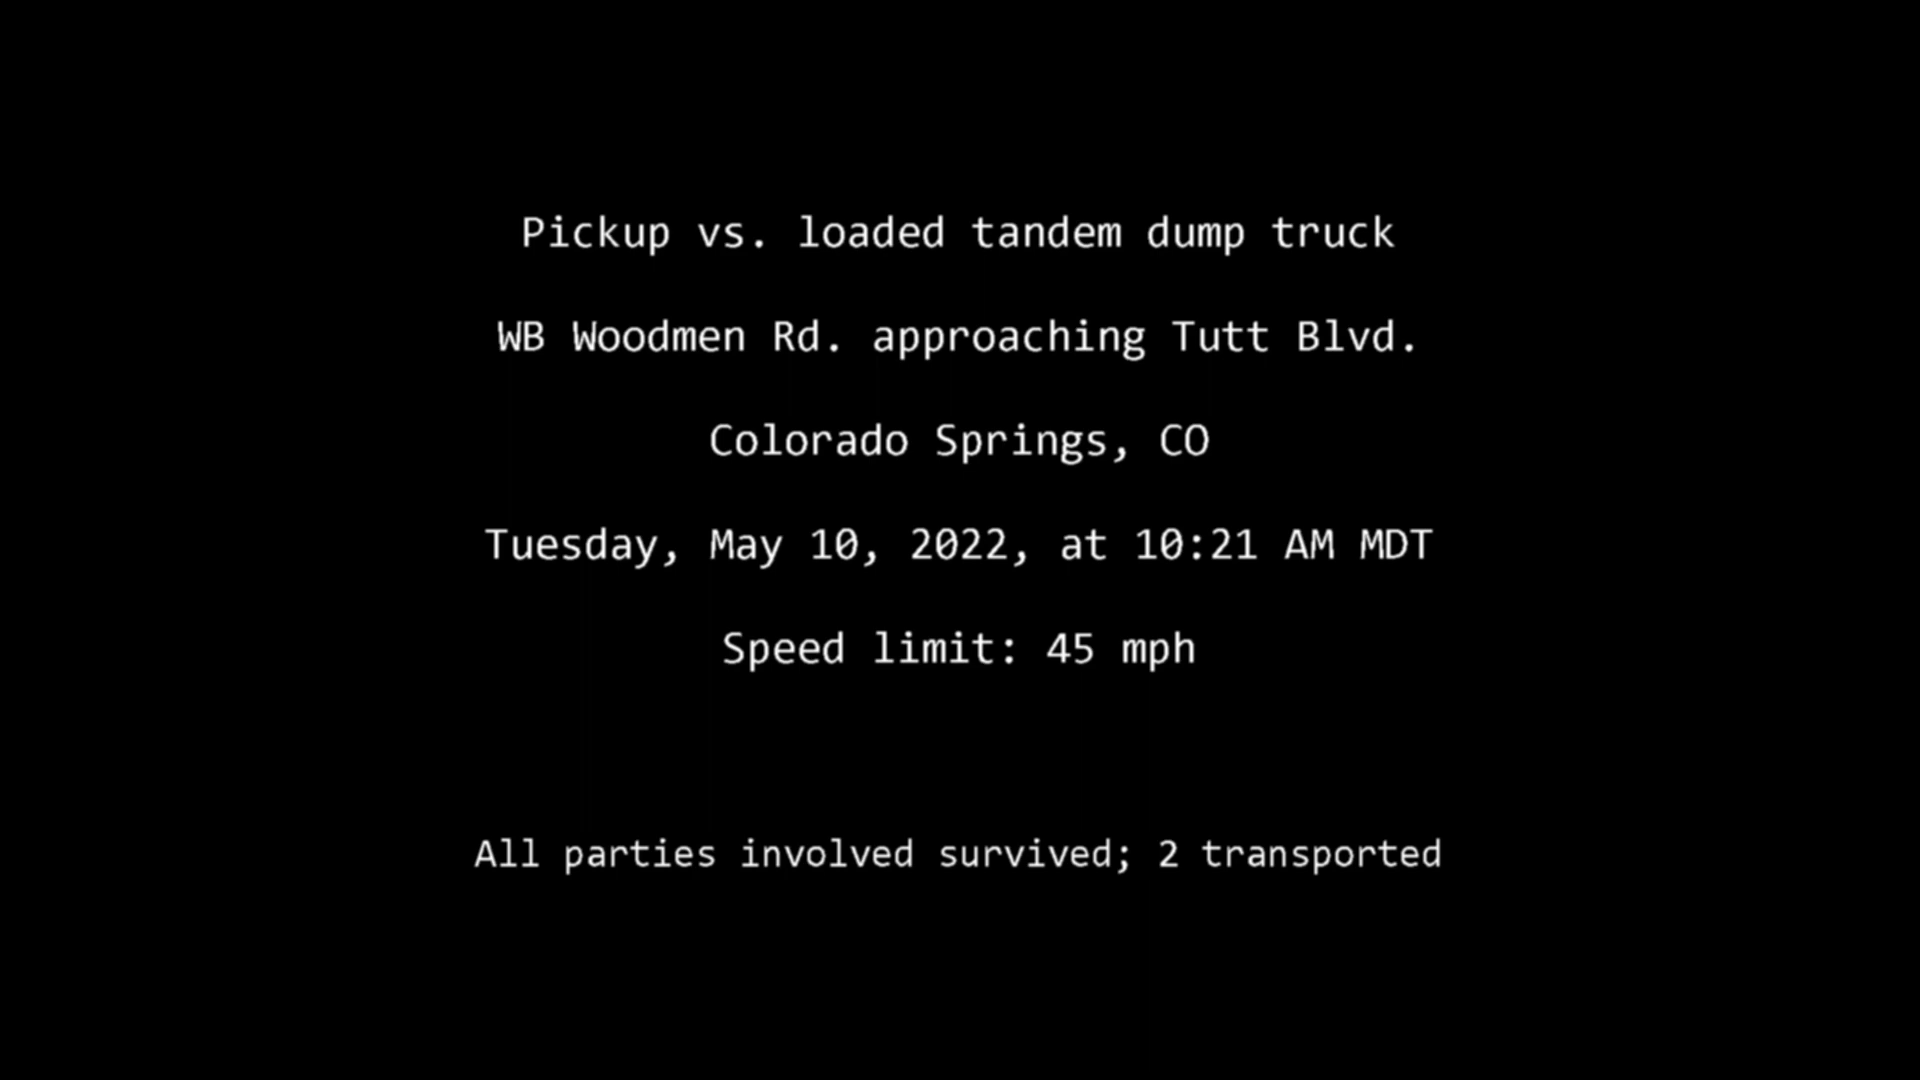 Pickup vs. loaded tandem dump truck
WB Woodmen Rd. approaching Tutt Blvd.
Colorado Springs, CO
Tuesday, May 10, 2022, at 10:21 AM MDT
Speed limit: 45 mph
All parties involved survived; 2 transported